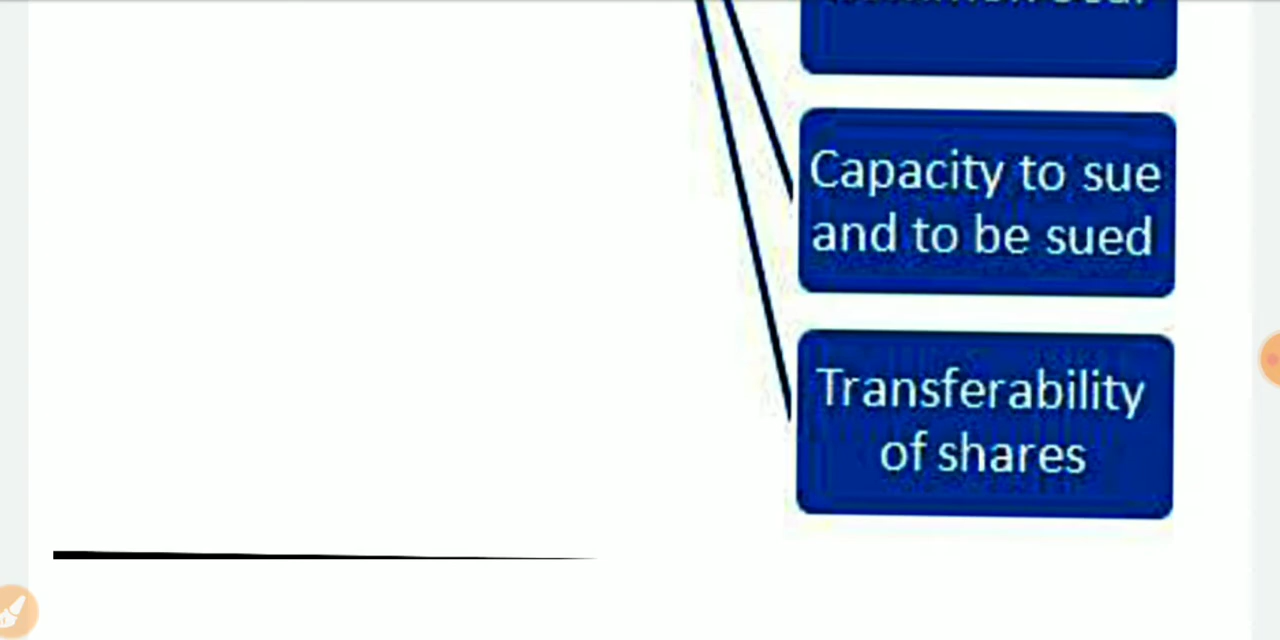 Capacity to sue
and to be sued
Transferability
of shares